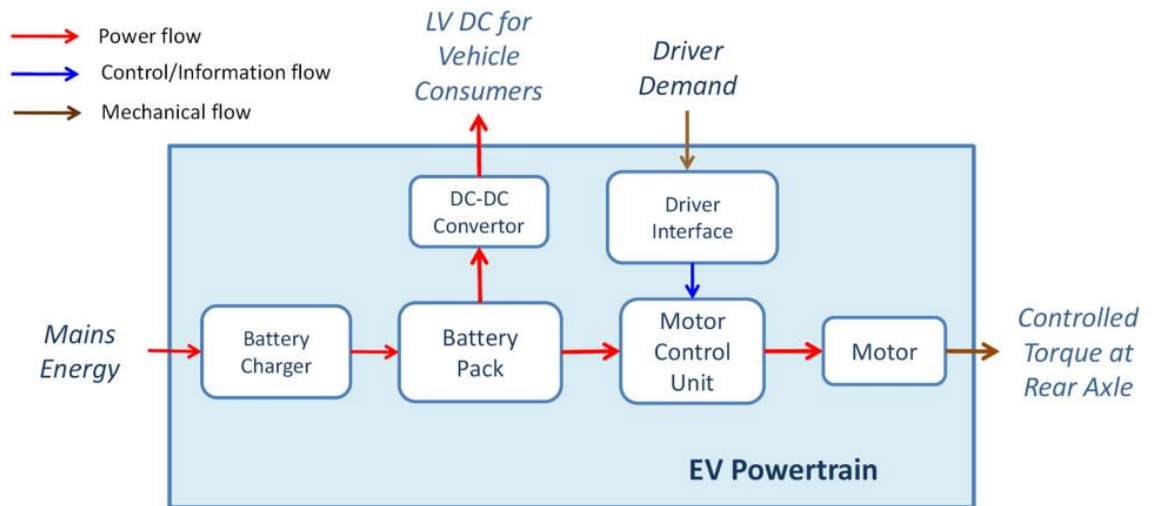 Power flow
Control/Information flow
Mechanical flow
LV DC for
Vehicle
Consumers
Driver
Demand
DC-DC
Convertor
Driver
Interface
Mains
Energy
Battery
Charger
Battery
Pack
Motor
Control
Unit
Motor
Controlled
Torque at
Rear Axle
EV Powertrain